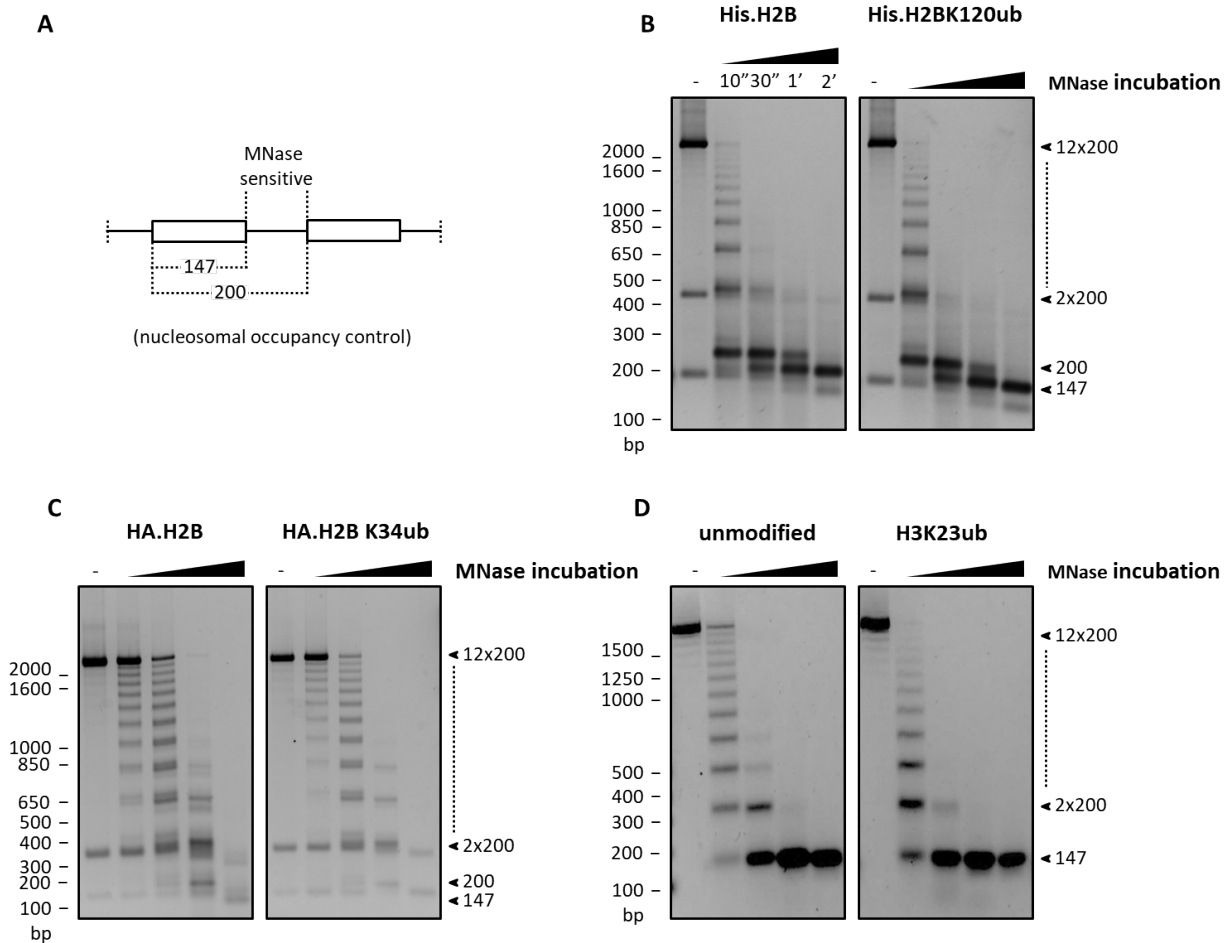 A
MNase
sensitive
147
200
(nucleosomal occupancy control)
B
His.H2B
His.H2BK120ub
- 10” 30” 1’ 2’
-
MNase incubation
2000 –
1600 –
1000 –
850 –
650 –
500 –
400 –
300 –
200 –
100 –
bp
12x200
2x200
200
147
C
HA.H2B
HA.H2B K34ub
-
-
MNase incubation
2000 –
1600 –
1000 –
850 –
650 –
500 –
400 –
300 –
200 –
100 –
bp
12x200
2x200
200
147
D
unmodified
H3K23ub
-
-
MNase incubation
1500 –
1250 –
1000 –
500 –
400 –
300 –
200 –
100 –
bp
12x200
2x200
147